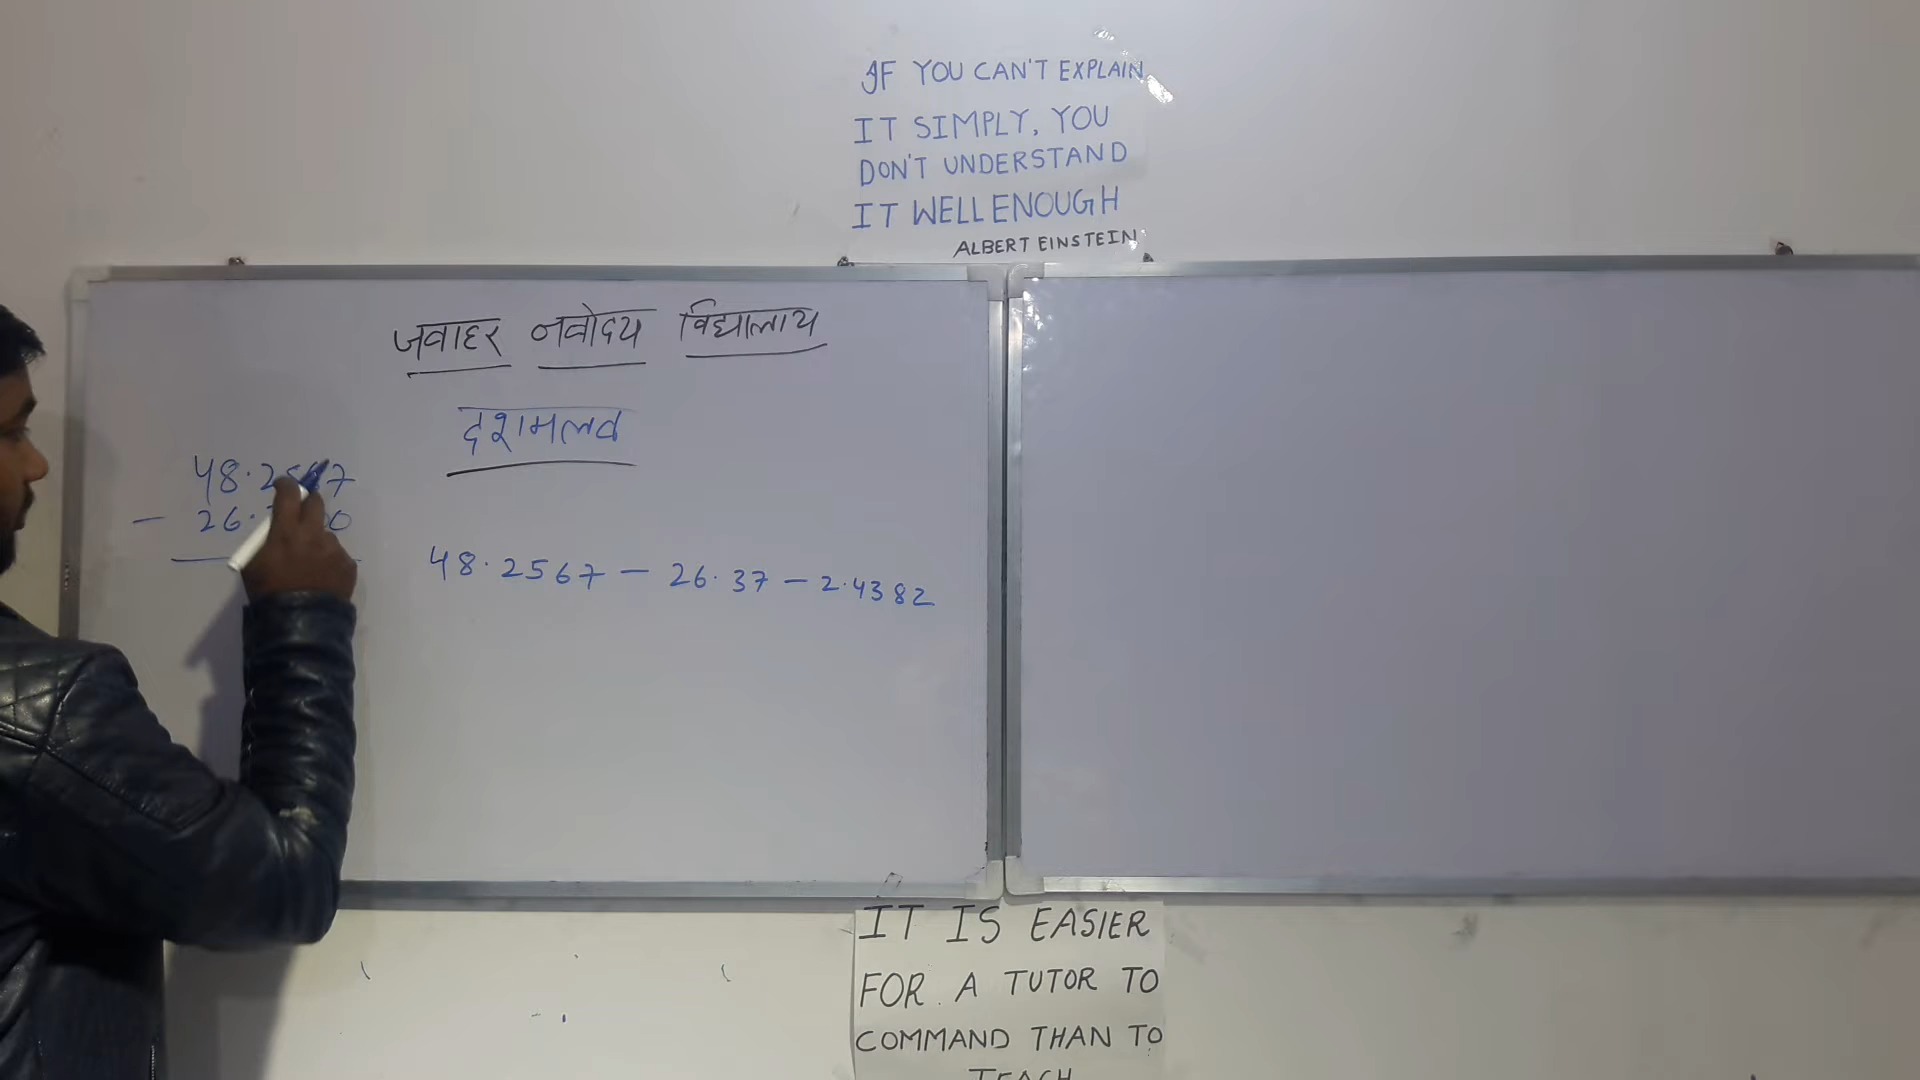 IF YOU CAN'T EXPLAIN
IT SIMPLY, YOU
DON'T UNDERSTAND
IT WELL ENOUGH
ALBERT EINSTEIN
जवाहर नवोदय विद्यालाय
दशमलव
48.2567
- 26.
48.2567 - 26.37 - 2.4382
IT IS EASIER
FOR A TUTOR TO
COMMAND THAN TO
TEACH